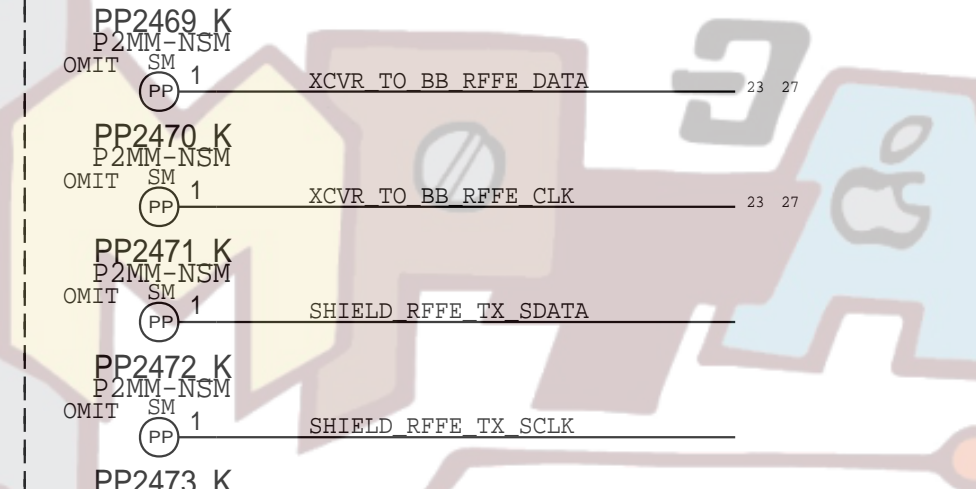 PP2469_K
P2MM-NSM
OMIT SM
PP 1 XCVR_TO_BB_RFFE_DATA 23 27
PP2470_K
P2MM-NSM
OMIT SM
PP 1 XCVR_TO_BB_RFFE_CLK 23 27
PP2471_K
P2MM-NSM
OMIT SM
PP 1 SHIELD_RFFE_TX_SDATA
PP2472_K
P2MM-NSM
OMIT SM
PP 1 SHIELD_RFFE_TX_SCLK
PP2473_K